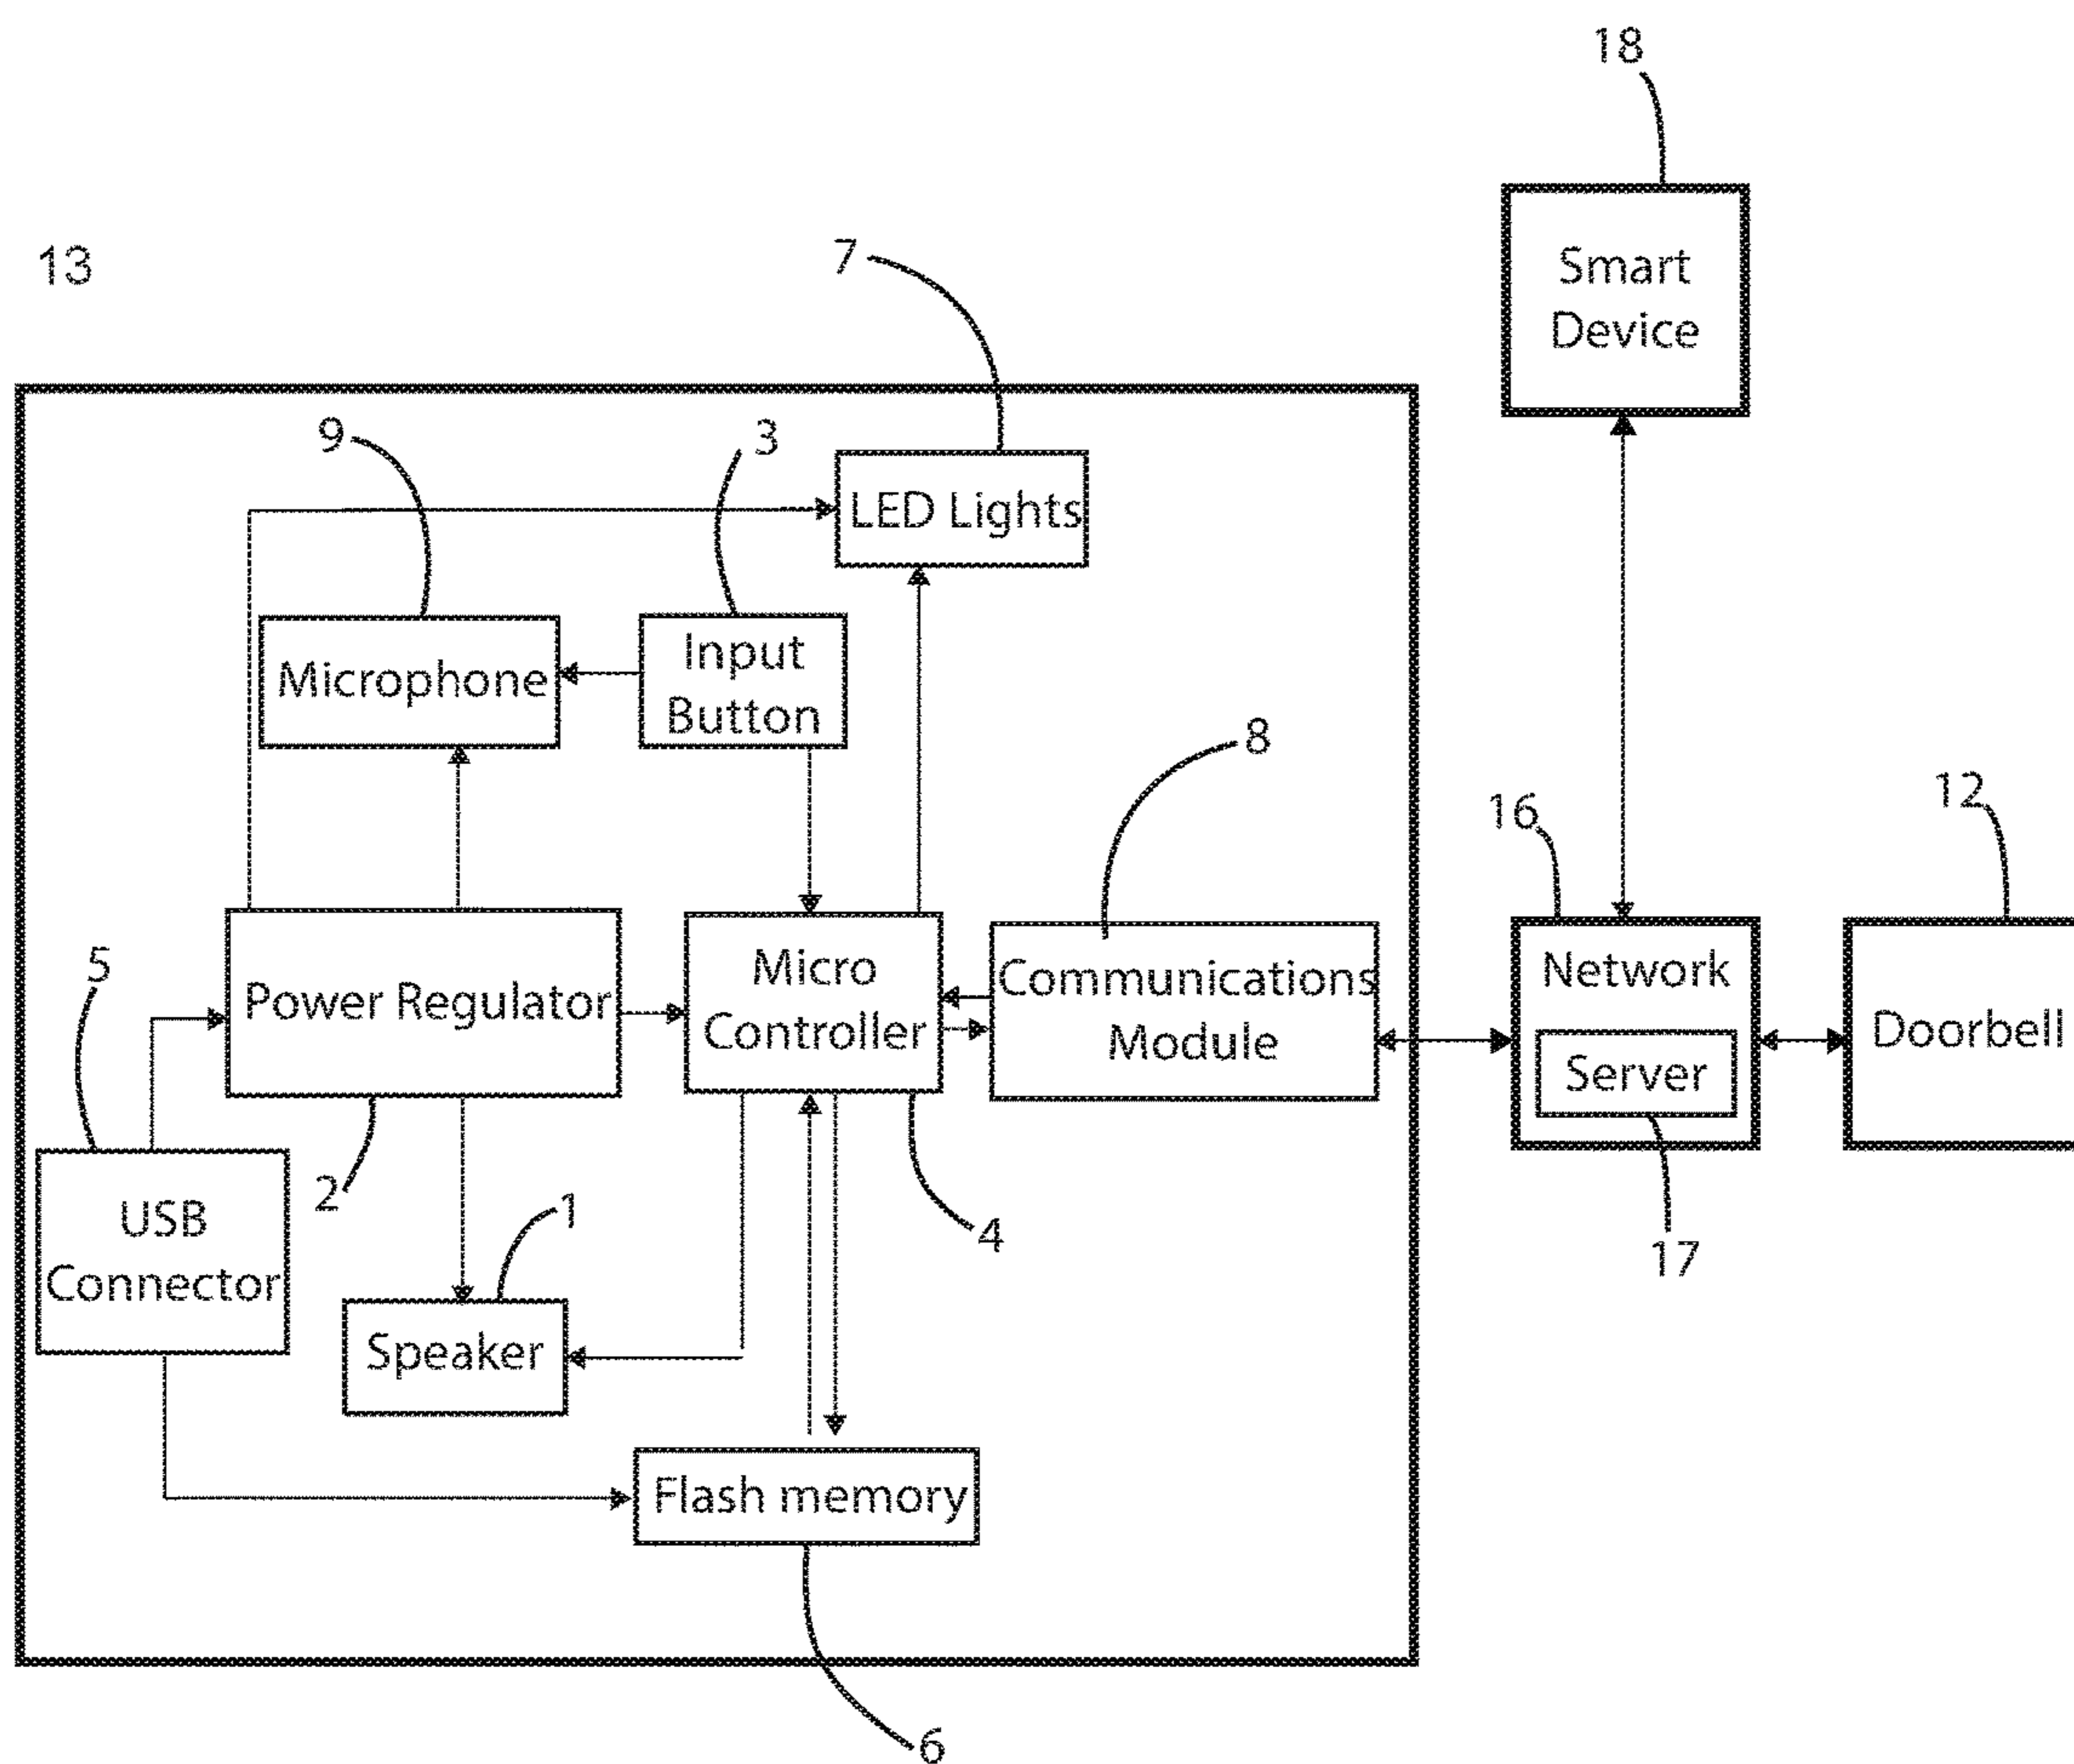 18
Smart
Device
13
7
9
3
LED Lights
Microphone
Input
Button
8
16
12
5
Power Regulator
Micro
Controller
Communications
Module
Network
Server
Doorbell
2
1
4
17
USB
Connector
Speaker
Flash memory
6